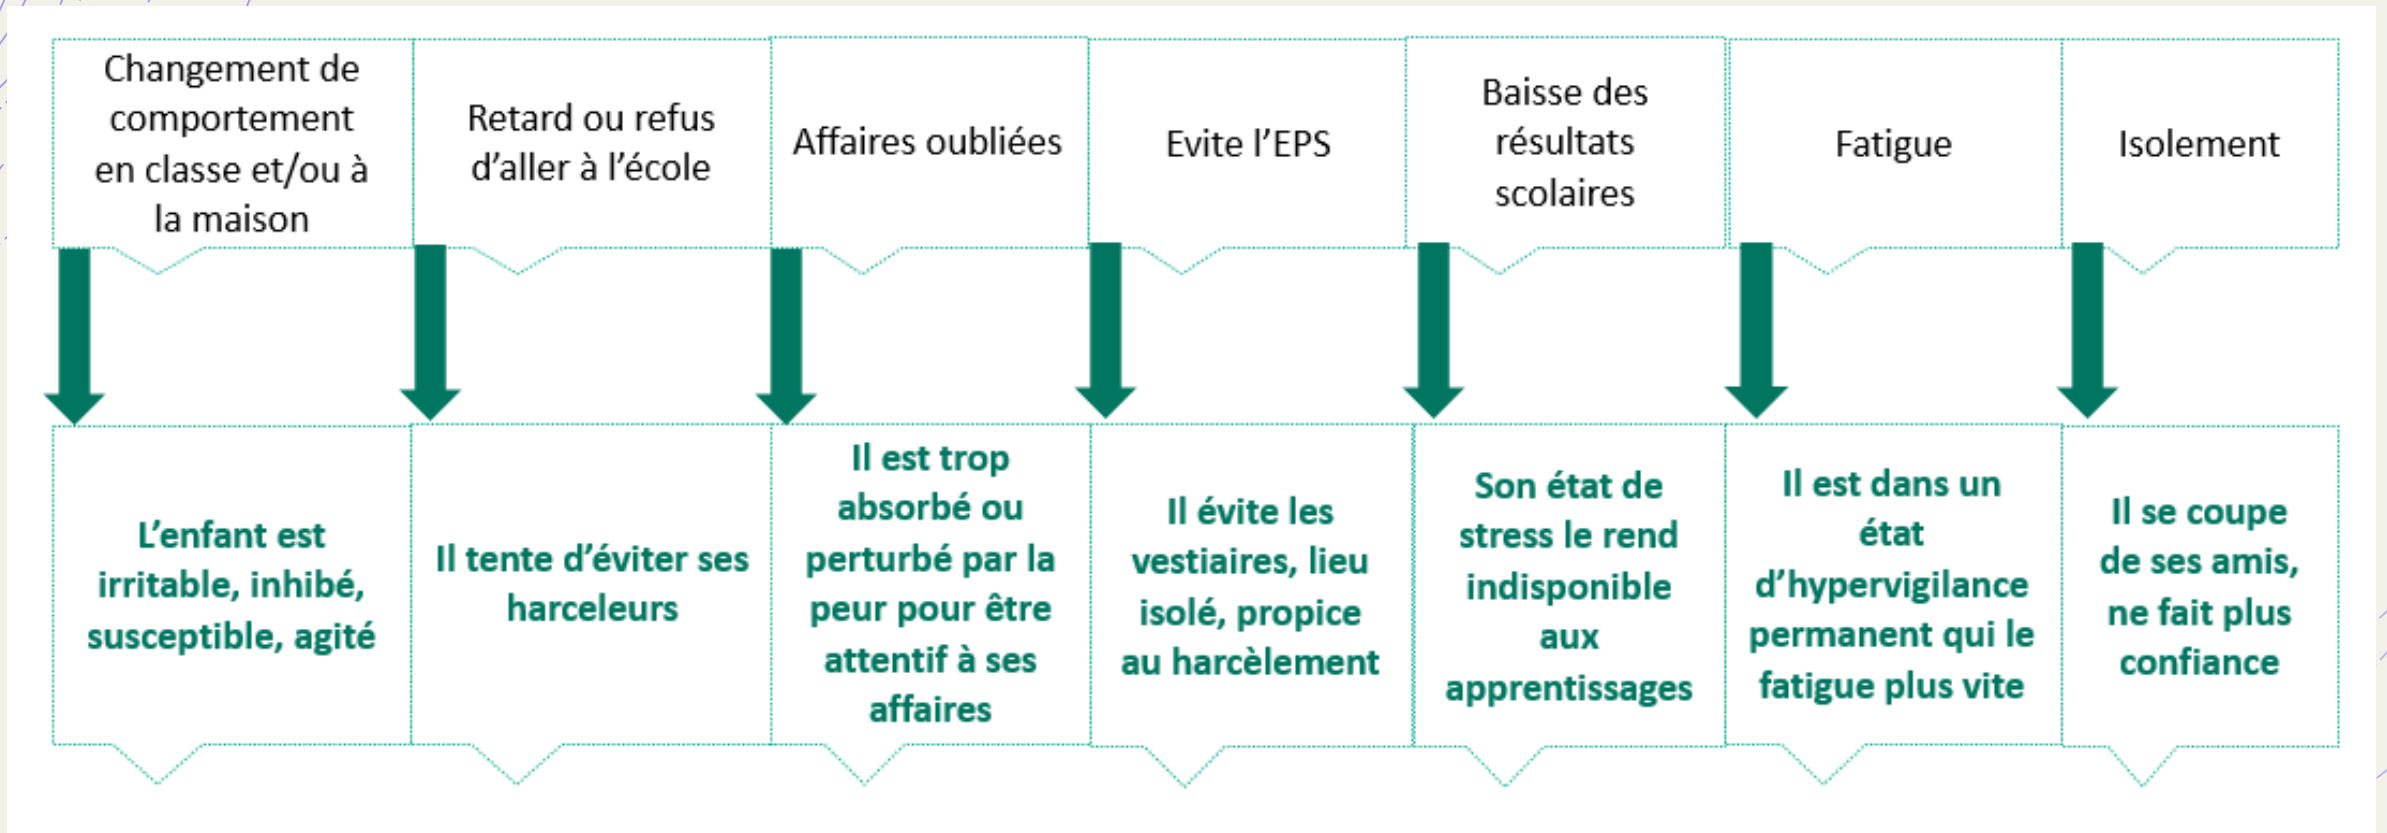 Changement de
comportement
en classe et/ou à
la maison
Retard ou refus
d’aller à l’école
Affaires oubliées
Evite l’EPS
Baisse des
résultats
scolaires
Fatigue
Isolement
L’enfant est
irritable, inhibé,
susceptible, agité
Il tente d’éviter ses
harceleurs
Il est trop
absorbé ou
perturbé par la
peur pour être
attentif à ses
affaires
Il évite les
vestiaires, lieu
isolé, propice
au harcèlement
Son état de
stress le rend
indisponible
aux
apprentissages
Il est dans un
état
d’hypervigilance
permanent qui le
fatigue plus vite
Il se coupe
de ses amis,
ne fait plus
confiance